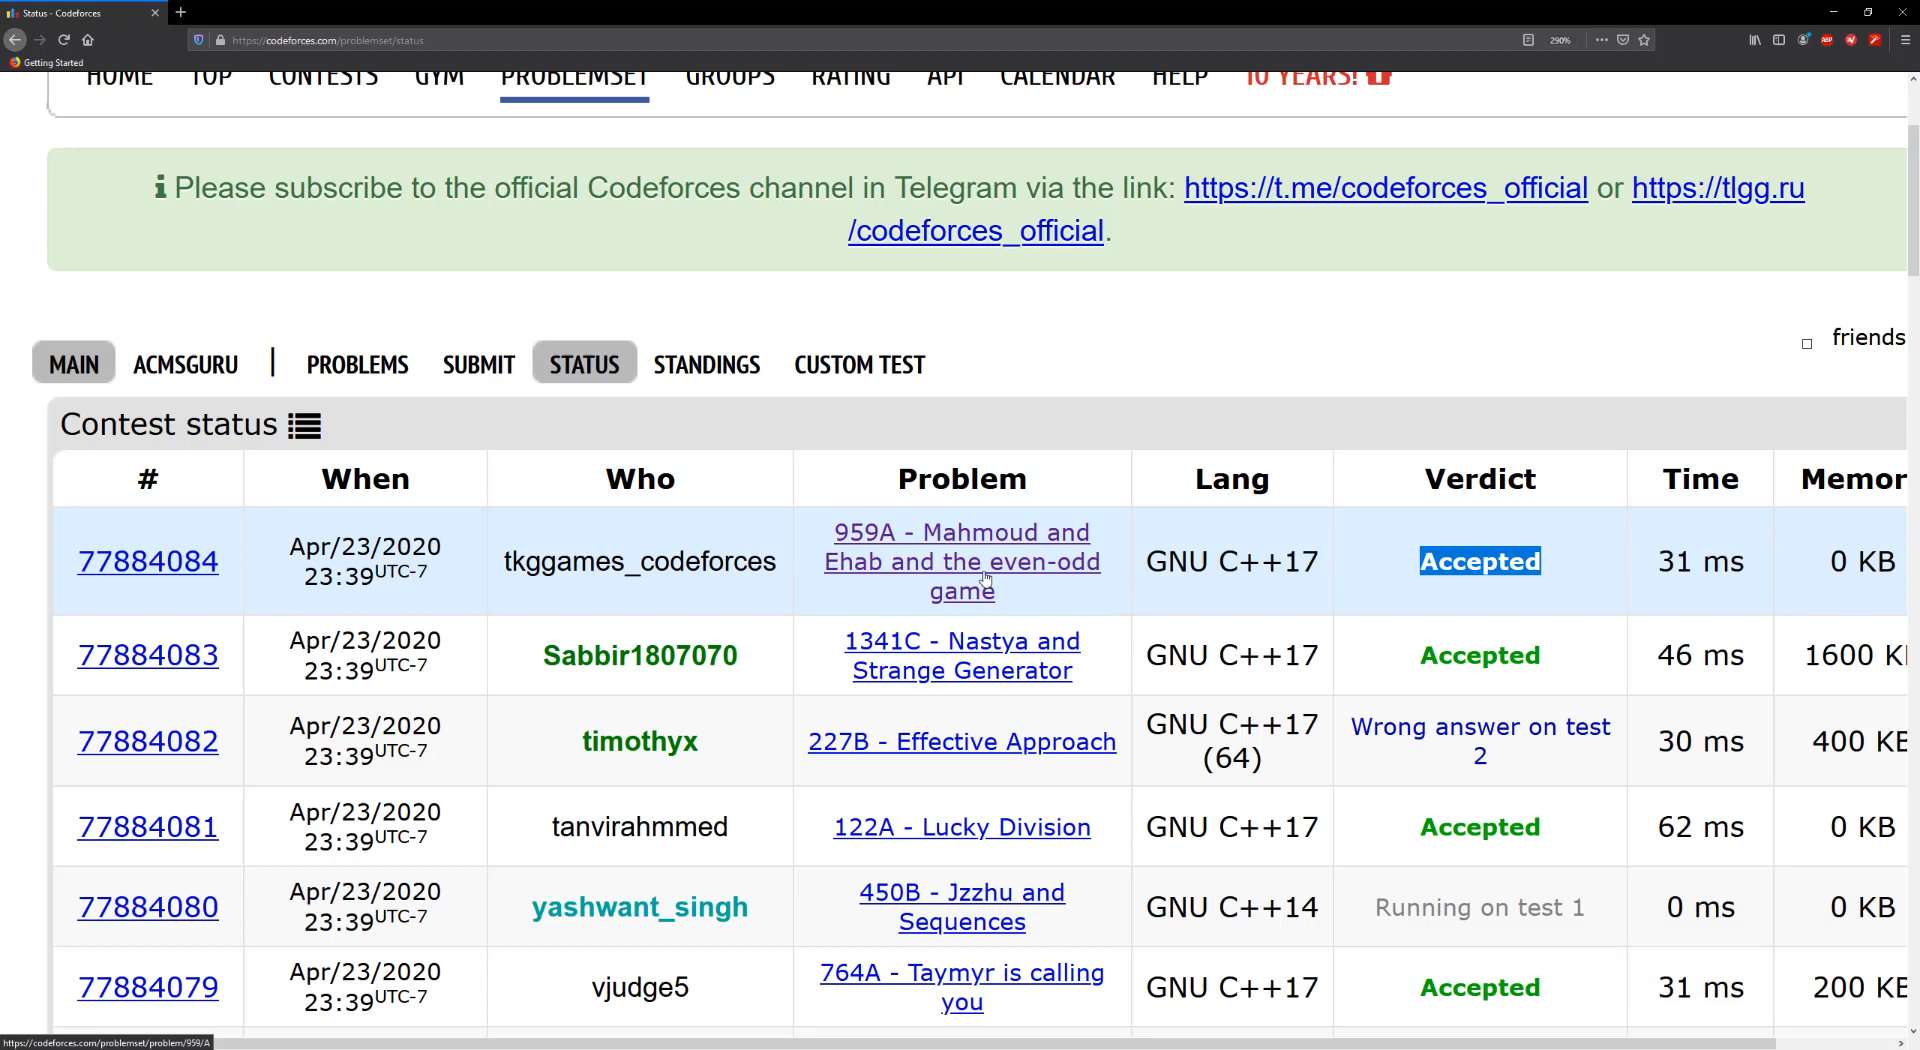 Status - Codeforces
https://codeforces.com/problemset/status
290%
ABP
Getting Started
HOME TOP CONTESTS GYM PROBLEMSET GROUPS RATING API CALENDAR HELP 10 YEARS!
Please subscribe to the official Codeforces channel in Telegram via the link: https://t.me/codeforces_official or https://tlgg.ru
/codeforces_official.
friends
MAIN ACMSGURU | PROBLEMS SUBMIT STATUS STANDINGS CUSTOM TEST
Contest status
# When Who Problem Lang Verdict Time Memor
77884084 Apr/23/2020 23:39UTC-7 tkggames_codeforces 959A - Mahmoud and Ehab and the even-odd game GNU C++17 Accepted 31 ms 0 KB
77884083 Apr/23/2020 23:39UTC-7 Sabbir1807070 1341C - Nastya and Strange Generator GNU C++17 Accepted 46 ms 1600 K
77884082 Apr/23/2020 23:39UTC-7 timothyx 227B - Effective Approach GNU C++17 (64) Wrong answer on test 2 30 ms 400 KB
77884081 Apr/23/2020 23:39UTC-7 tanvirahmmed 122A - Lucky Division GNU C++17 Accepted 62 ms 0 KB
77884080 Apr/23/2020 23:39UTC-7 yashwant_singh 450B - Jzzhu and Sequences GNU C++14 Running on test 1 0 ms 0 KB
77884079 Apr/23/2020 23:39UTC-7 vjudge5 764A - Taymyr is calling you GNU C++17 Accepted 31 ms 200 KB
https://codeforces.com/problemset/problem/959/A